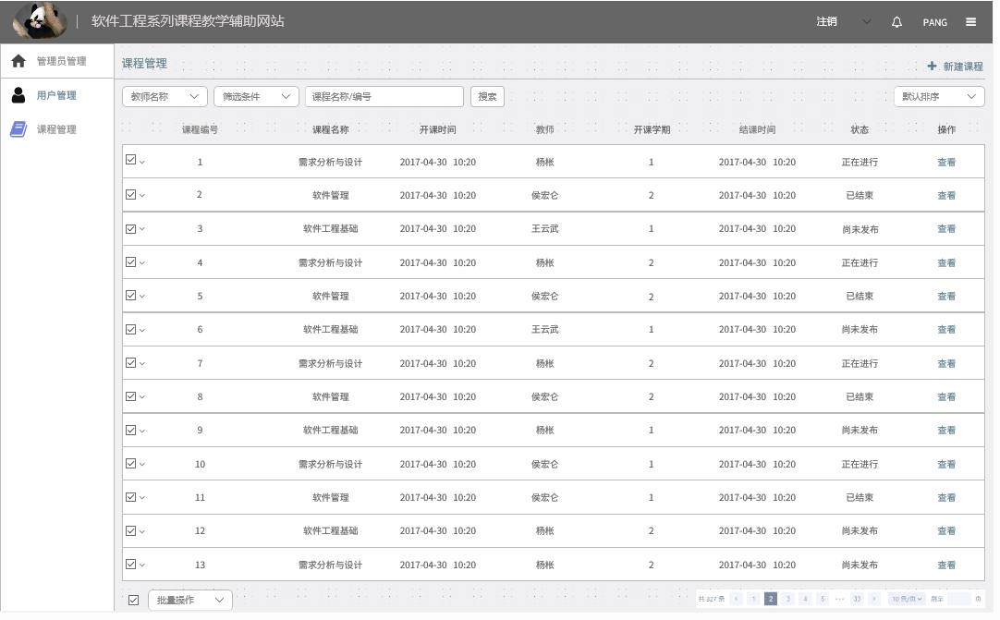 软件工程系列课程教学辅助网站 注销 PANG
管理员管理
用户管理
课程管理
课程管理
新建课程
教师名称 筛选条件 课程名称/编号 搜索 默认排序
课程编号 课程名称 开课时间 教师 开课学期 结课时间 状态 操作
1 需求分析与设计 2017-04-30 10:20 杨枨 1 2017-04-30 10:20 正在进行 查看
2 软件管理 2017-04-30 10:20 侯宏仑 2 2017-04-30 10:20 已结束 查看
3 软件工程基础 2017-04-30 10:20 王云武 1 2017-04-30 10:20 尚未发布 查看
4 需求分析与设计 2017-04-30 10:20 杨枨 2 2017-04-30 10:20 正在进行 查看
5 软件管理 2017-04-30 10:20 侯宏仑 2 2017-04-30 10:20 已结束 查看
6 软件工程基础 2017-04-30 10:20 王云武 1 2017-04-30 10:20 尚未发布 查看
7 需求分析与设计 2017-04-30 10:20 杨枨 2 2017-04-30 10:20 正在进行 查看
8 软件管理 2017-04-30 10:20 侯宏仑 2 2017-04-30 10:20 已结束 查看
9 软件工程基础 2017-04-30 10:20 杨枨 1 2017-04-30 10:20 尚未发布 查看
10 需求分析与设计 2017-04-30 10:20 侯宏仑 1 2017-04-30 10:20 正在进行 查看
11 软件管理 2017-04-30 10:20 侯宏仑 1 2017-04-30 10:20 已结束 查看
12 软件工程基础 2017-04-30 10:20 杨枨 2 2017-04-30 10:20 尚未发布 查看
13 需求分析与设计 2017-04-30 10:20 杨枨 2 2017-04-30 10:20 尚未发布 查看
批量操作 共 327 条 < 1 2 3 4 5 ··· 33 > 10 条/页 跳至 页